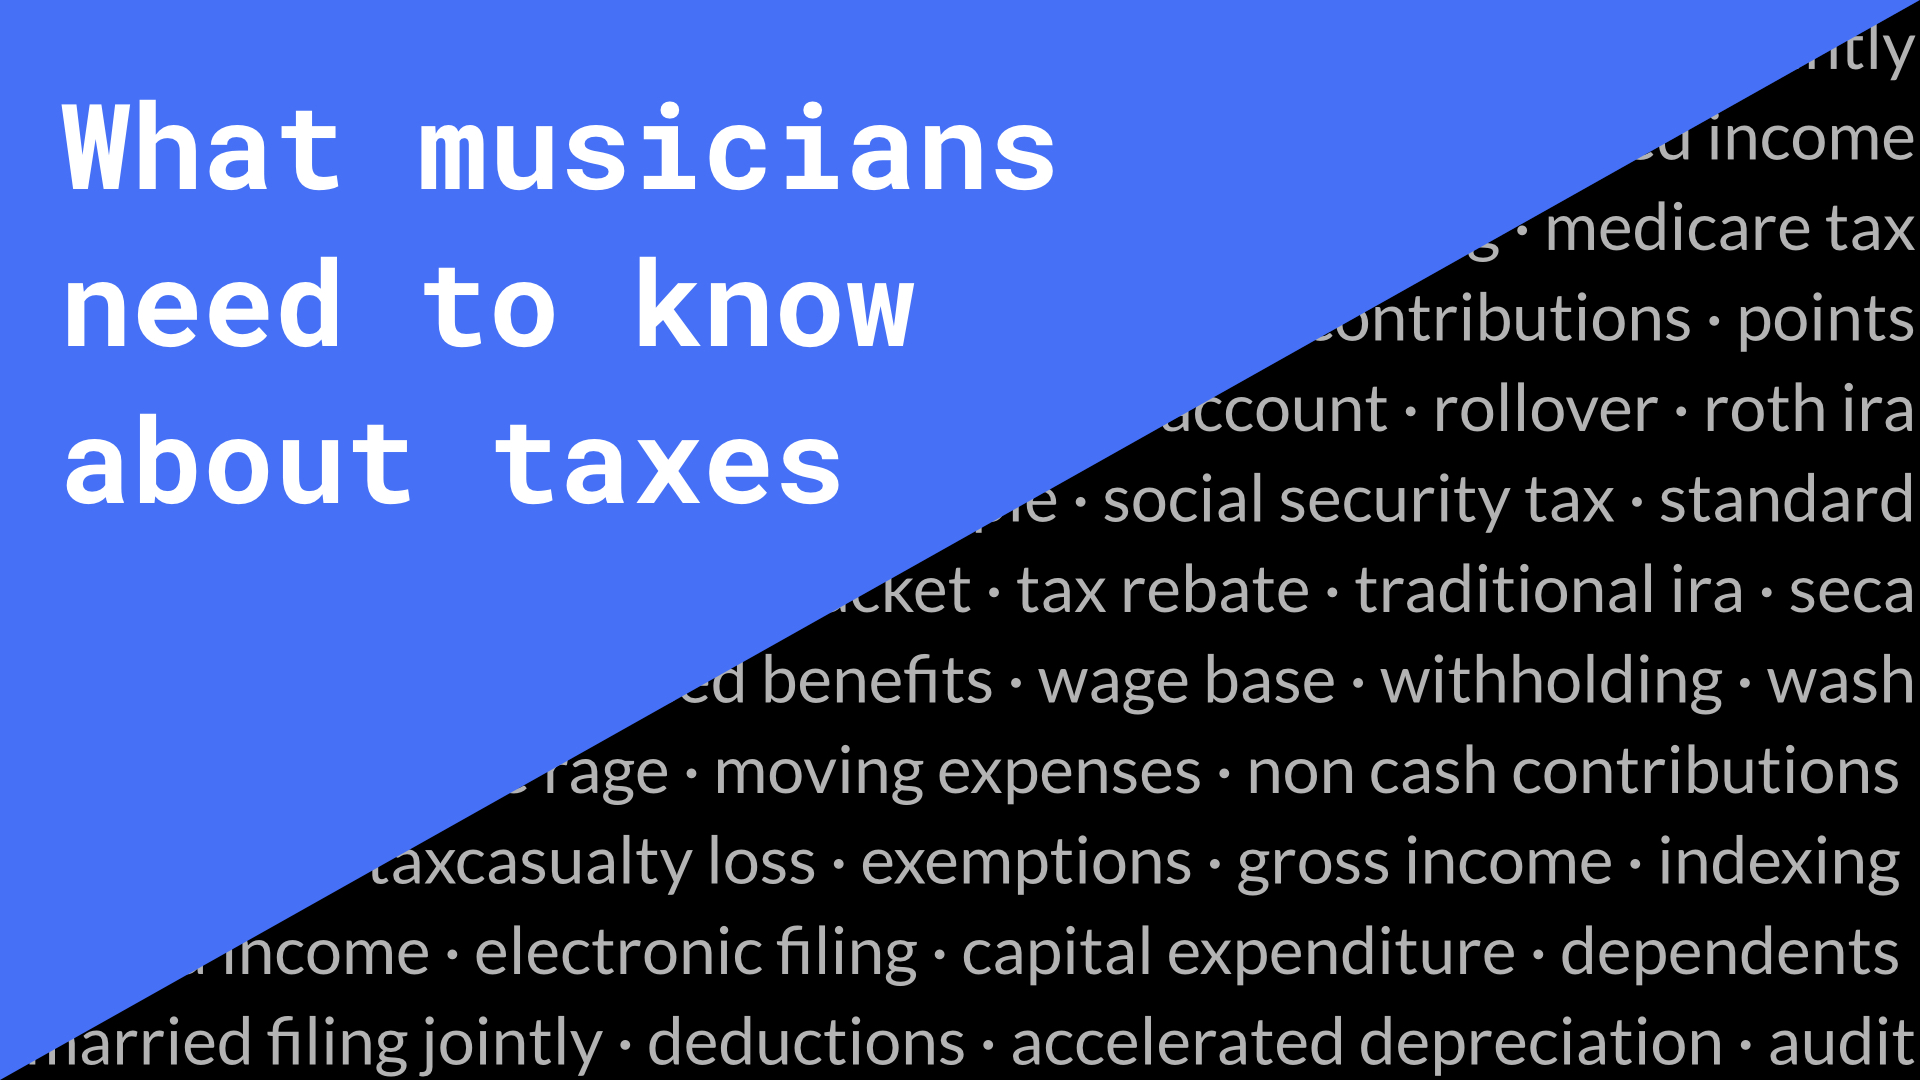 What musicians
need to know
about taxes
income
· medicare tax
contributions · points
account · rollover · roth ira
· social security tax · standard
· tax rebate · traditional ira · seca
benefits · wage base · withholding · wash
· moving expenses · non cash contributions
taxcasualty loss · exemptions · gross income · indexing
income · electronic filing · capital expenditure · dependents
married filing jointly · deductions · accelerated depreciation · audit